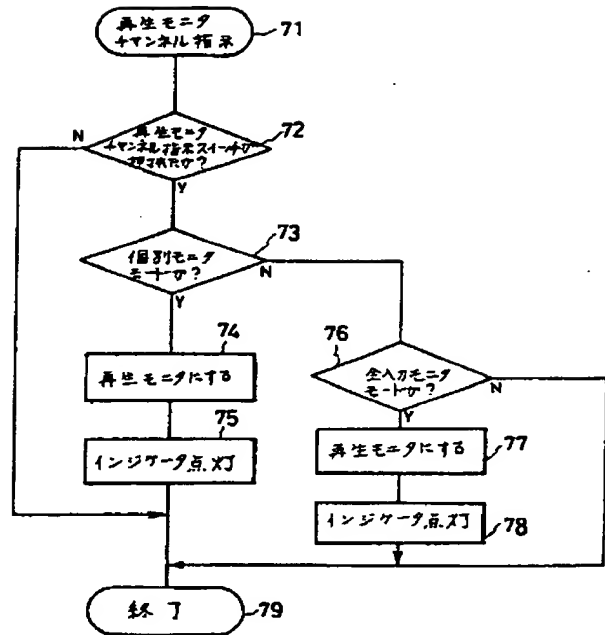 再生モニタ
チャンネル指示
71
再生モニタ
チャンネル指示スイッチが
押されたか?
72
N
Y
個別モニタ
モードか?
73
N
Y
74
再生モニタにする
75
インジケータ点灯
76
全入力モニタ
モードか?
N
Y
再生モニタにする
77
インジケータ点灯
78
終了
79